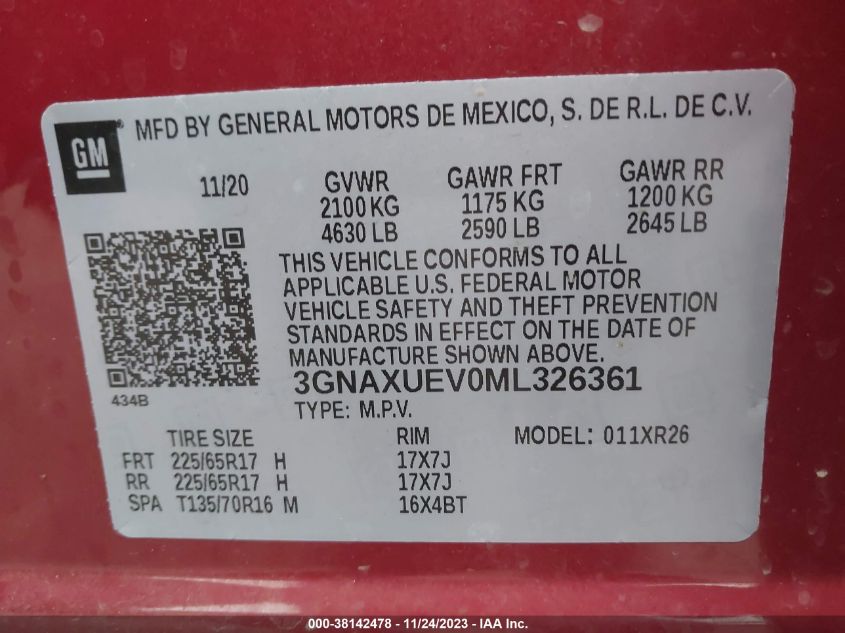 GM ® MFD BY GENERAL MOTORS DE MEXICO, S. DE R.L. DE C.V.
11/20 GVWR GAWR FRT GAWR RR
2100 KG 1175 KG 1200 KG
4630 LB 2590 LB 2645 LB
THIS VEHICLE CONFORMS TO ALL
APPLICABLE U.S. FEDERAL MOTOR
VEHICLE SAFETY AND THEFT PREVENTION
STANDARDS IN EFFECT ON THE DATE OF
MANUFACTURE SHOWN ABOVE.
434B
3GNAXUEV0ML326361
TYPE: M.P.V.
TIRE SIZE RIM MODEL: 011XR26
FRT 225/65R17 H 17X7J
RR 225/65R17 H 17X7J
SPA T135/70R16 M 16X4BT
000-38142478 - 11/24/2023 - IAA Inc.